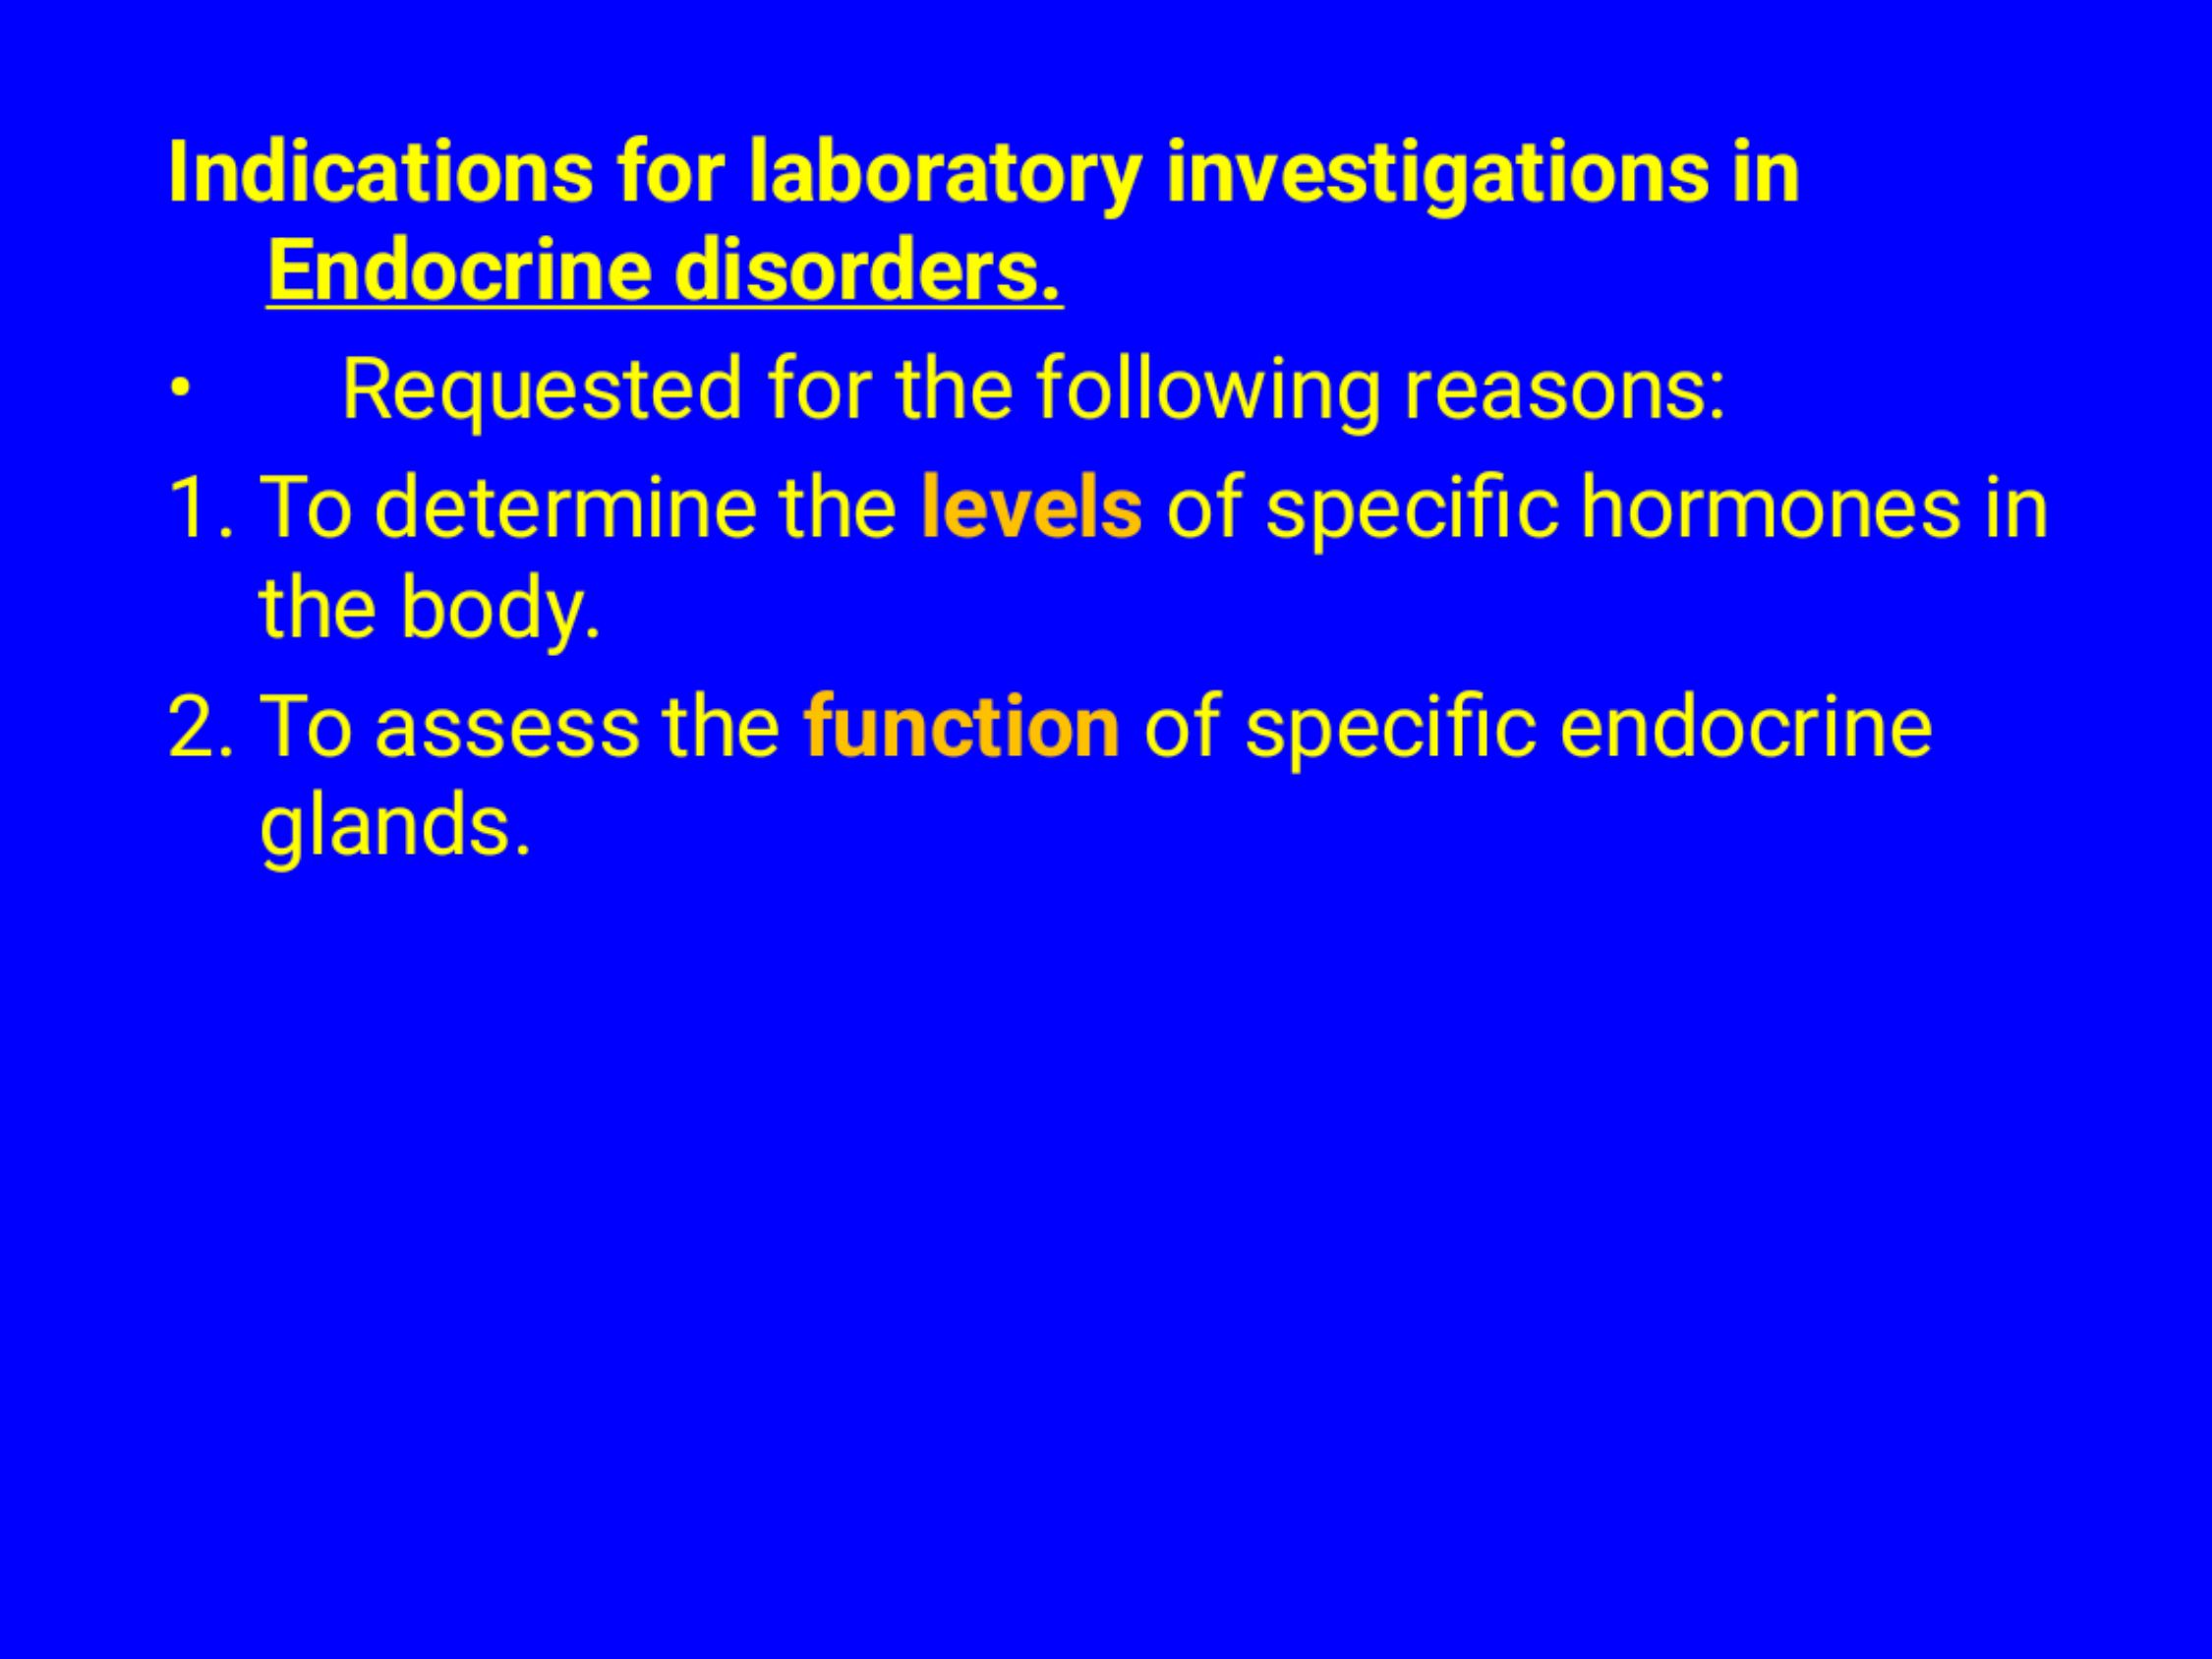 Indications for laboratory investigations in
Endocrine disorders.
• Requested for the following reasons:
1. To determine the levels of specific hormones in
the body.
2. To assess the function of specific endocrine
glands.